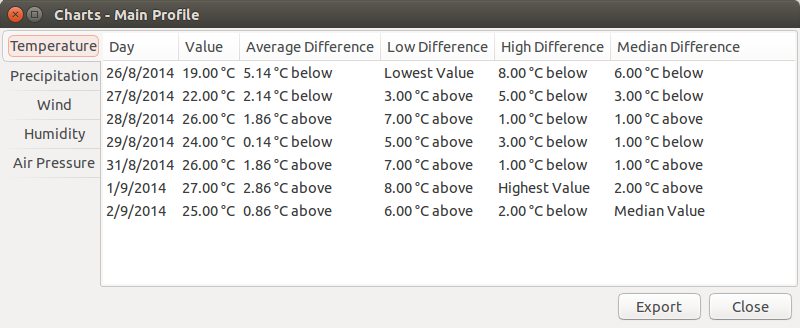 Charts - Main Profile
Temperature
Precipitation
Wind
Humidity
Air Pressure
Day Value Average Difference Low Difference High Difference Median Difference
26/8/2014 19.00 °C 5.14 °C below Lowest Value 8.00 °C below 6.00 °C below
27/8/2014 22.00 °C 2.14 °C below 3.00 °C above 5.00 °C below 3.00 °C below
28/8/2014 26.00 °C 1.86 °C above 7.00 °C above 1.00 °C below 1.00 °C above
29/8/2014 24.00 °C 0.14 °C below 5.00 °C above 3.00 °C below 1.00 °C below
31/8/2014 26.00 °C 1.86 °C above 7.00 °C above 1.00 °C below 1.00 °C above
1/9/2014 27.00 °C 2.86 °C above 8.00 °C above Highest Value 2.00 °C above
2/9/2014 25.00 °C 0.86 °C above 6.00 °C above 2.00 °C below Median Value
Export Close